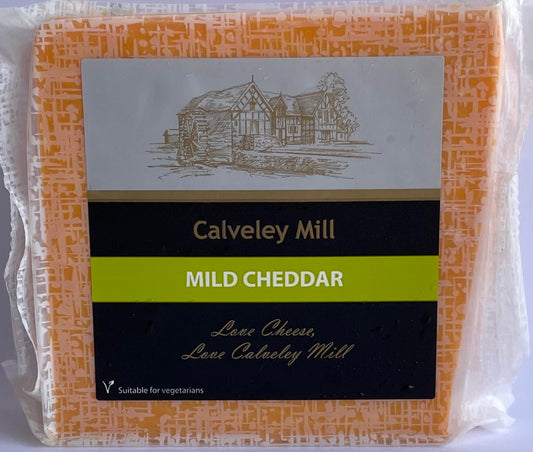 Calveley Mill
MILD CHEDDAR
Love Cheese,
Love Calveley Mill
V Suitable for vegetarians